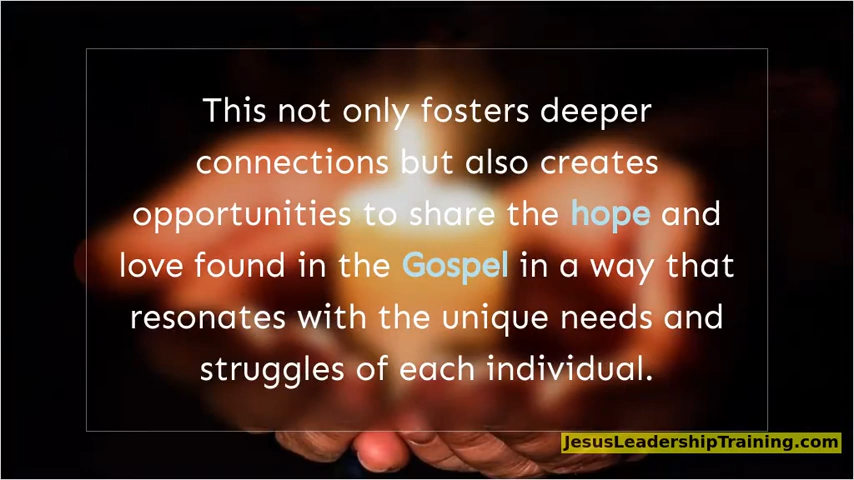 This not only fosters deeper
connections but also creates
opportunities to share the hope and
love found in the Gospel in a way that
resonates with the unique needs and
struggles of each individual.
JesusLeadershipTraining.com